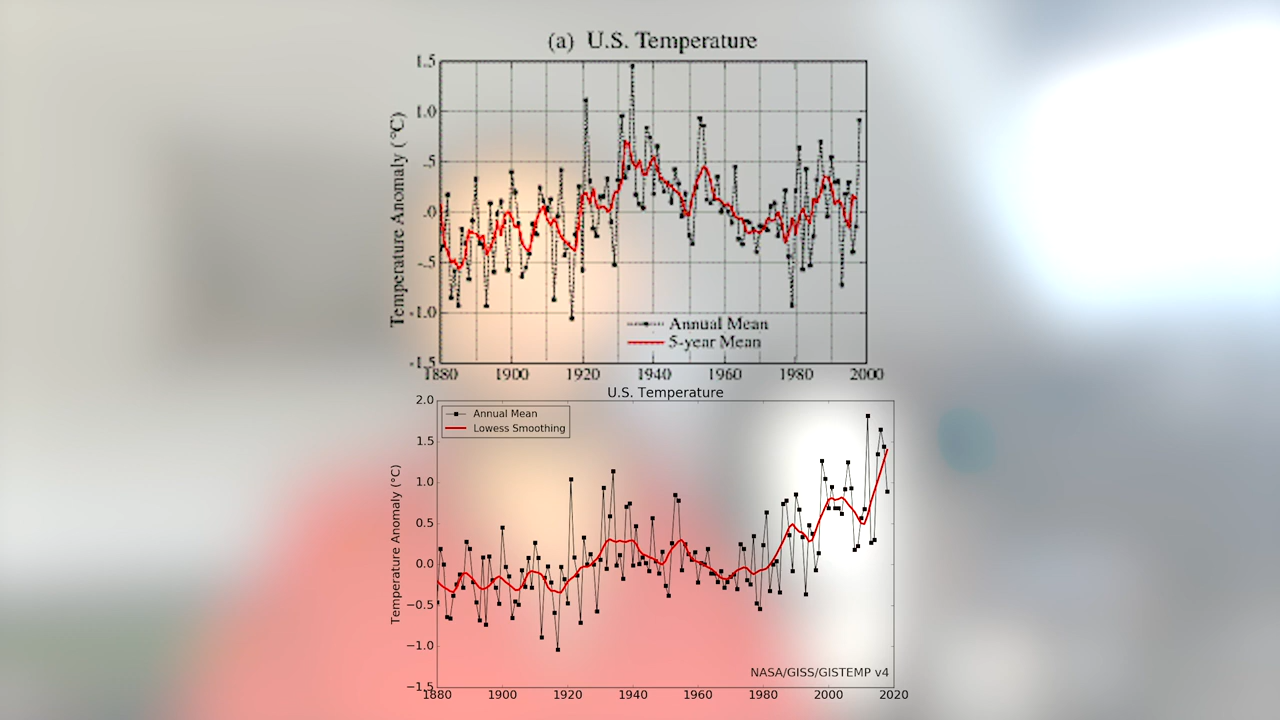 (a) U.S. Temperature
Temperature Anomaly (°C)
1.5
1.0
.5
.0
-.5
-1.0
-1.5
Annual Mean
5-year Mean
1880 1900 1920 1940 1960 1980 2000
U.S. Temperature
Temperature Anomaly (°C)
2.0
1.5
1.0
0.5
0.0
−0.5
−1.0
−1.5
Annual Mean
Lowess Smoothing
NASA/GISS/GISTEMP v4
1880 1900 1920 1940 1960 1980 2000 2020